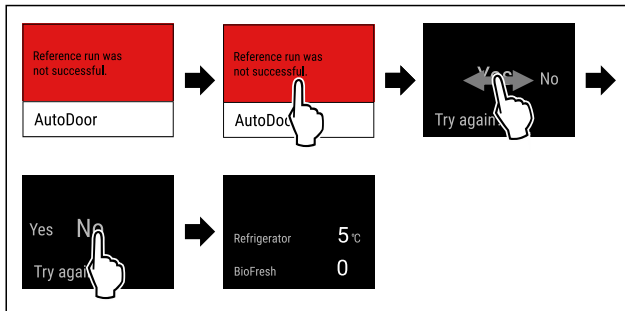 Reference run was
not successful.
AutoDoor
Reference run was
not successful.
AutoDoor
Yes No
Try again
Yes No
Try again
Refrigerator 5 °C
BioFresh 0